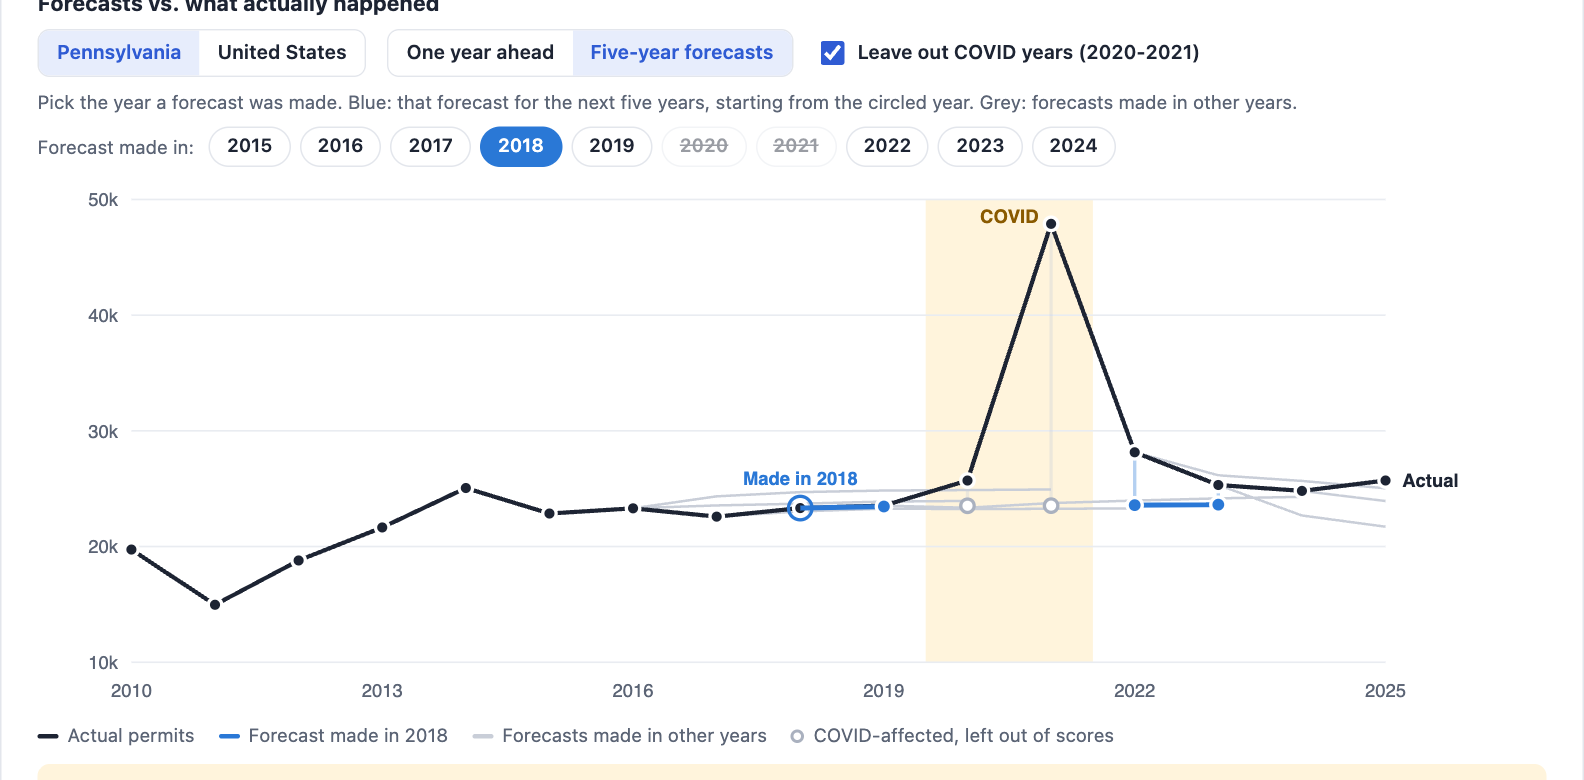 Forecasts vs. what actually happened
Pennsylvania United States One year ahead Five-year forecasts Leave out COVID years (2020-2021)
Pick the year a forecast was made. Blue: that forecast for the next five years, starting from the circled year. Grey: forecasts made in other years.
Forecast made in: 2015 2016 2017 2018 2019 2020 2021 2022 2023 2024
50k
COVID
40k
30k
Made in 2018
Actual
20k
10k
2010 2013 2016 2019 2022 2025
Actual permits Forecast made in 2018 Forecasts made in other years COVID-affected, left out of scores